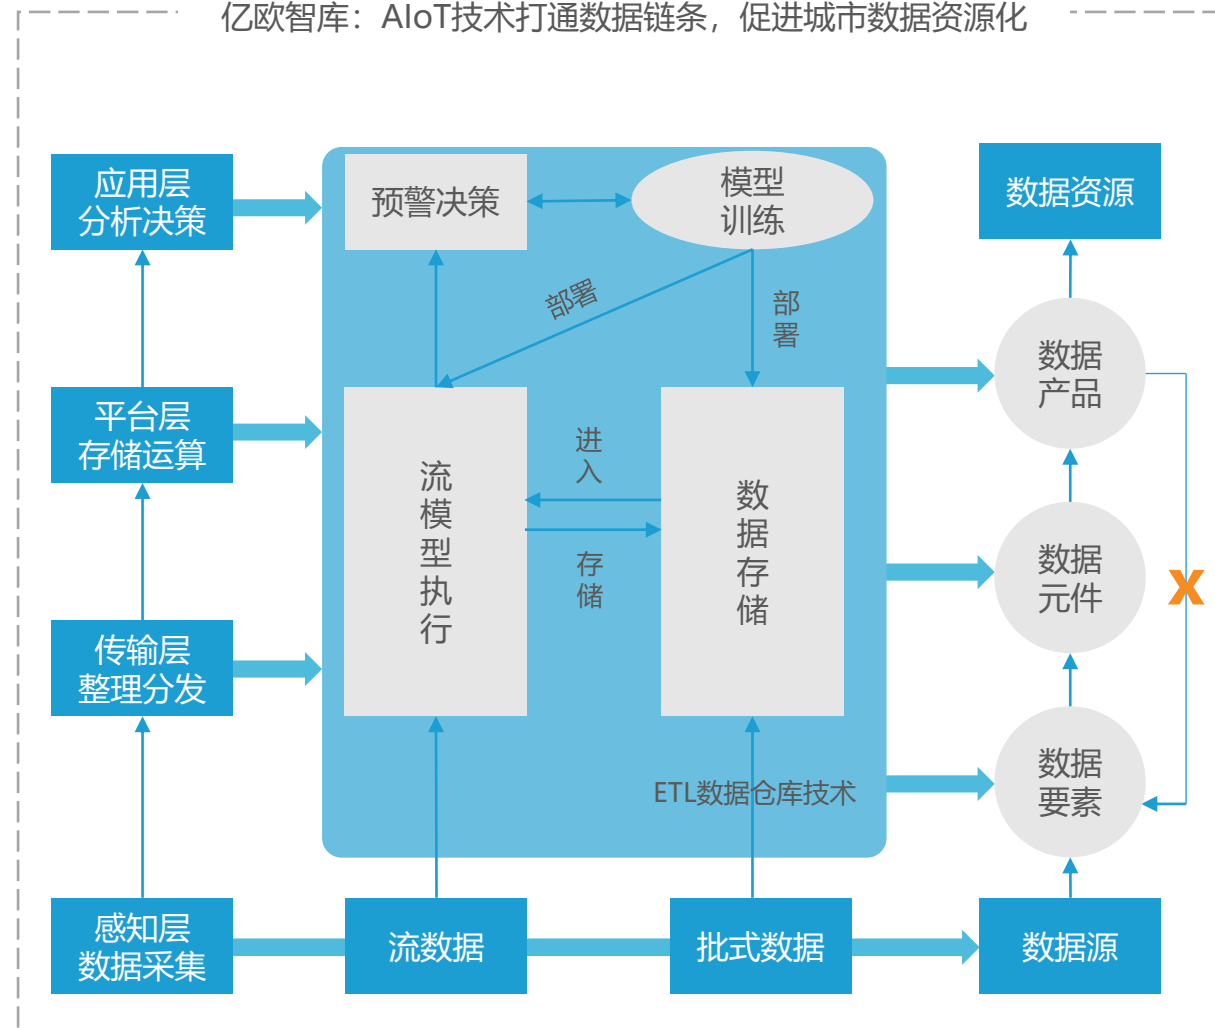 亿欧智库：AIoT技术打通数据链条，促进城市数据资源化
应用层
分析决策
预警决策
模型
训练
数据资源
部署
部
署
数据
产品
平台层
存储运算
进
入
流
模
型
执
行
数
据
存
储
存
储
数据
元件
X
传输层
整理分发
数据
要素
ETL数据仓库技术
感知层
数据采集
流数据
批式数据
数据源